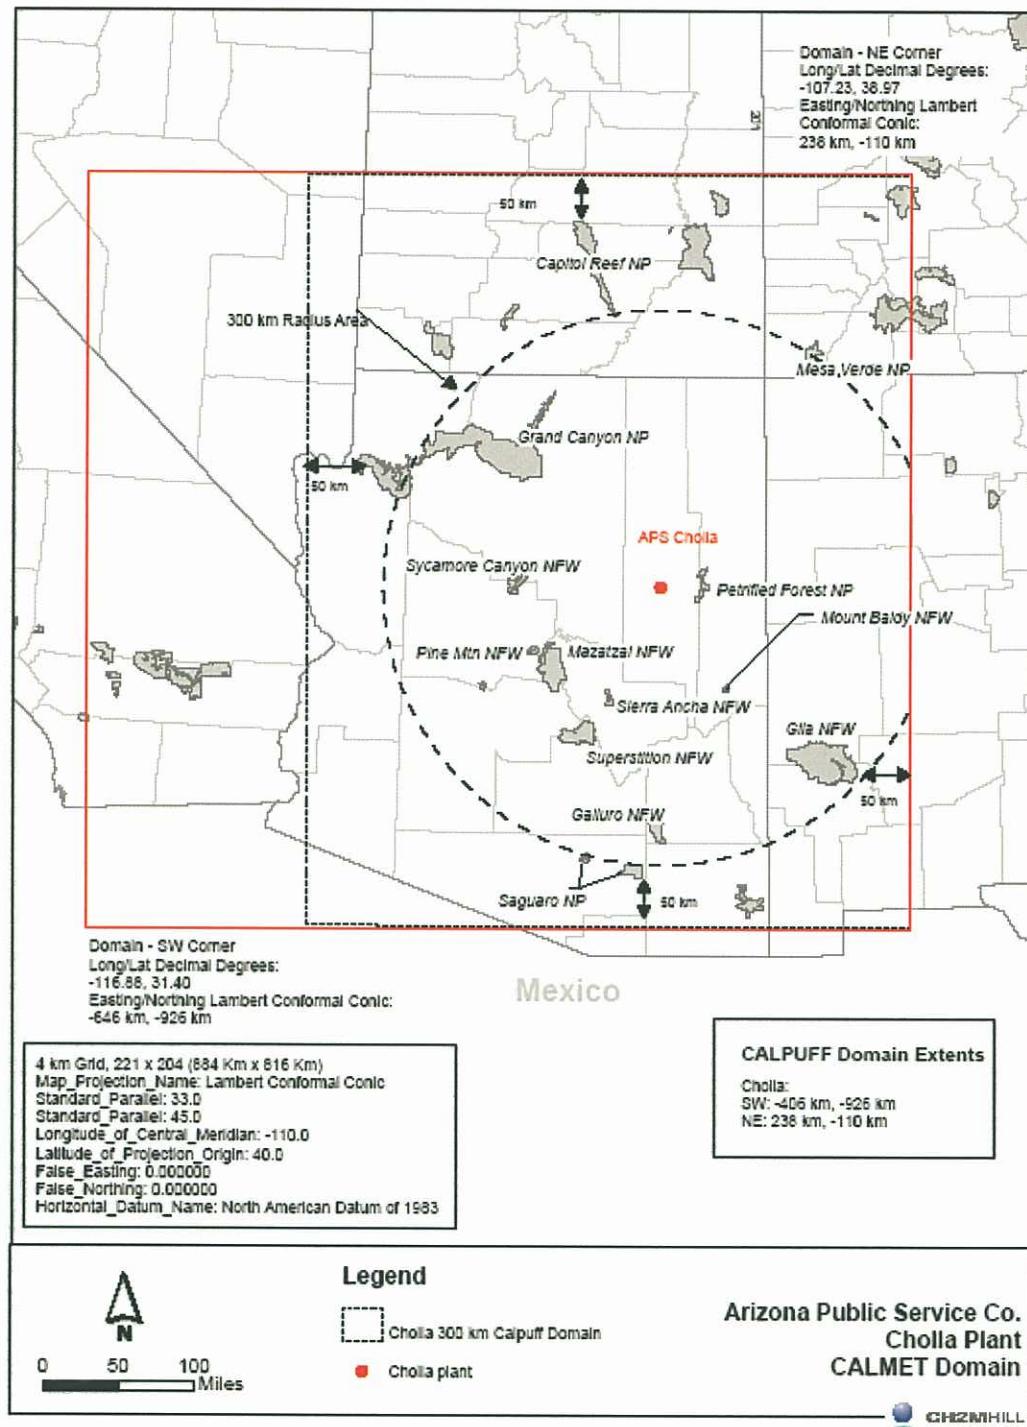 Domain - NE Corner
Long/Lat Decimal Degrees:
-107.23, 38.97
Easting/Northing Lambert
Conformal Conic:
238 km, -110 km
50 km
Capitol Reef NP
300 km Radius Area
Mesa Verde NP
Grand Canyon NP
50 km
APS Cholla
Sycamore Canyon NFW
Petrified Forest NP
Mount Baldy NFW
Pine Mtn NFW
Mazatzal NFW
Sierra Ancha NFW
Gila NFW
Superstition NFW
50 km
Galiuro NFW
Saguaro NP
50 km
Domain - SW Corner
Long/Lat Decimal Degrees:
-116.88, 31.40
Easting/Northing Lambert Conformal Conic:
-646 km, -926 km
Mexico
4 km Grid, 221 x 204 (884 Km x 816 Km)
Map_Projection_Name: Lambert Conformal Conic
Standard_Parallel: 33.0
Standard_Parallel: 45.0
Longitude_of_Central_Meridian: -110.0
Latitude_of_Projection_Origin: 40.0
False_Easting: 0.000000
False_Northing: 0.000000
Horizontal_Datum_Name: North American Datum of 1983
CALPUFF Domain Extents
Cholla:
SW: -406 km, -926 km
NE: 238 km, -110 km
N
0 50 100
Miles
Legend
Cholla 300 km Calpuff Domain
Cholla plant
Arizona Public Service Co.
Cholla Plant
CALMET Domain
CH2MHILL